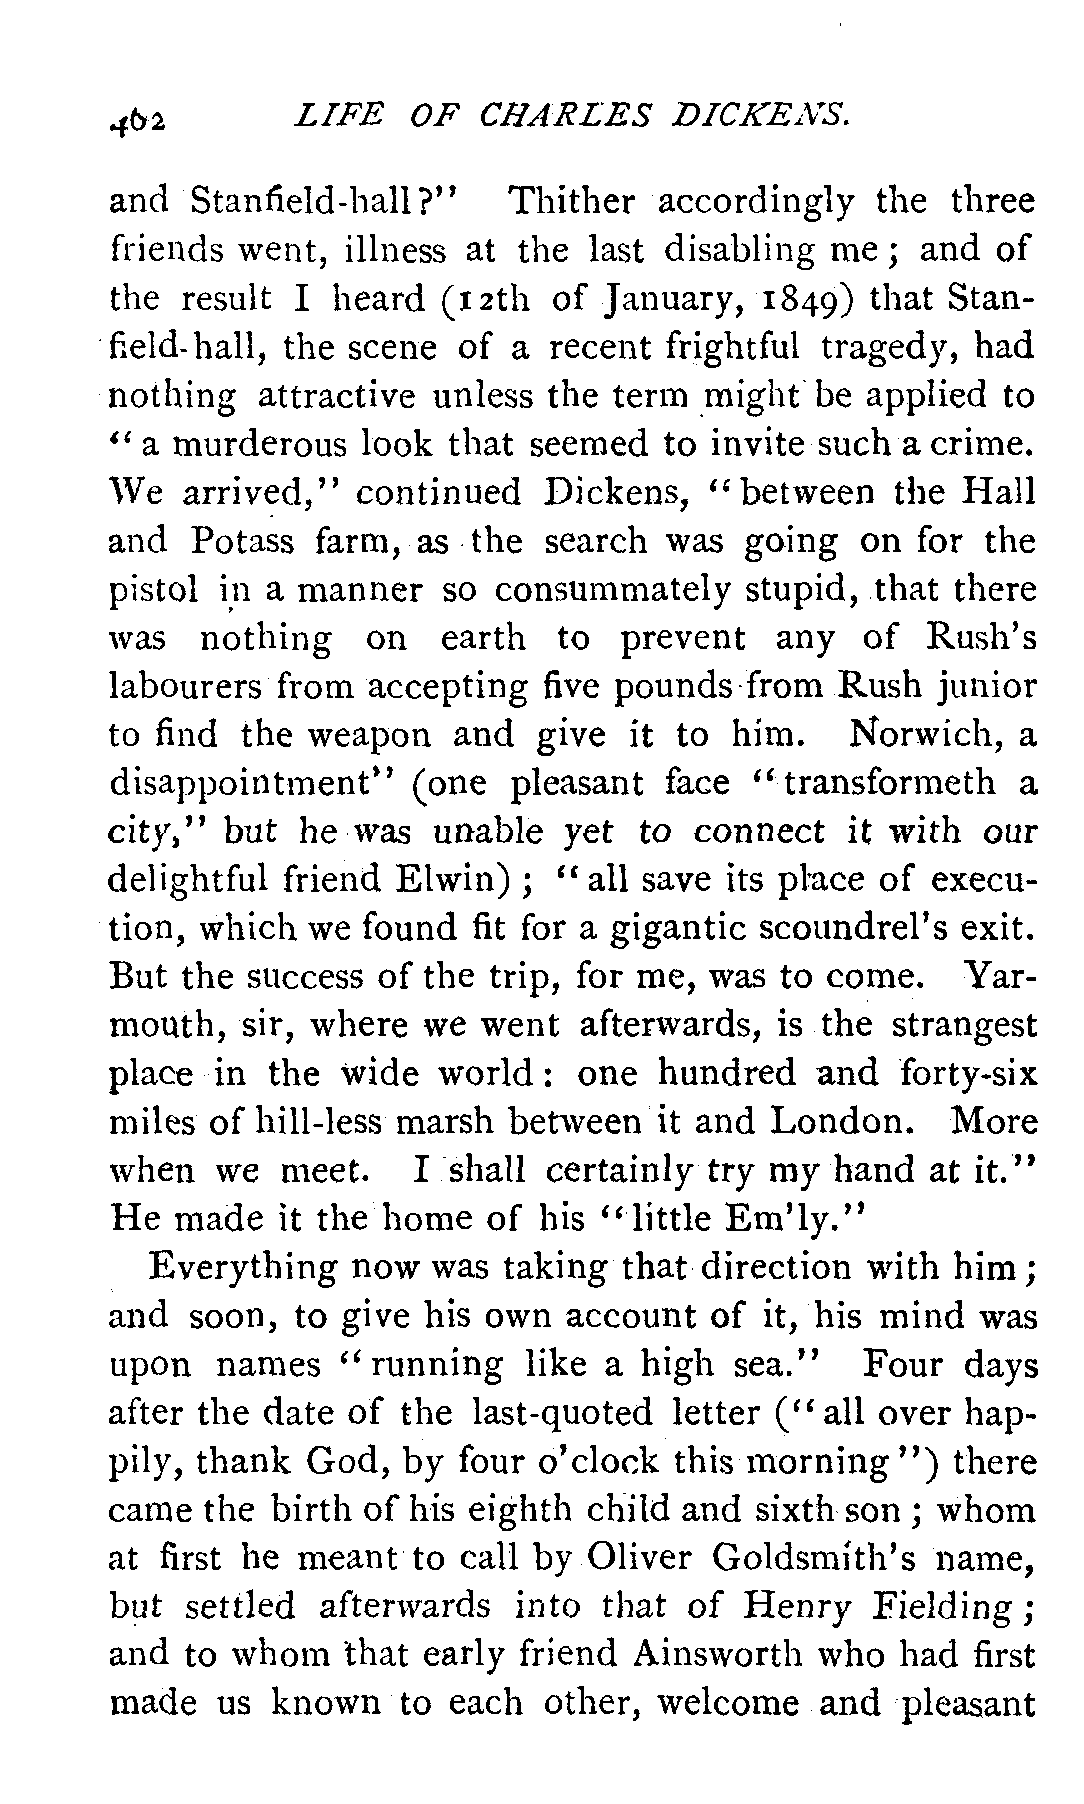 462 LIFE OF CHARLES DICKENS.
and Stanfield-hall?" Thither accordingly the three
friends went, illness at the last disabling me; and of
the result I heard (12th of January, 1849) that Stan-
field-hall, the scene of a recent frightful tragedy, had
nothing attractive unless the term might be applied to
"a murderous look that seemed to invite such a crime.
We arrived," continued Dickens, "between the Hall
and Potass farm, as the search was going on for the
pistol in a manner so consummately stupid, that there
was nothing on earth to prevent any of Rush's
labourers from accepting five pounds from Rush junior
to find the weapon and give it to him. Norwich, a
disappointment" (one pleasant face "transformeth a
city," but he was unable yet to connect it with our
delightful friend Elwin); "all save its place of execu-
tion, which we found fit for a gigantic scoundrel's exit.
But the success of the trip, for me, was to come. Yar-
mouth, sir, where we went afterwards, is the strangest
place in the wide world: one hundred and forty-six
miles of hill-less marsh between it and London. More
when we meet. I shall certainly try my hand at it."
He made it the home of his "little Em'ly."
Everything now was taking that direction with him;
and soon, to give his own account of it, his mind was
upon names "running like a high sea." Four days
after the date of the last-quoted letter ("all over hap-
pily, thank God, by four o'clock this morning") there
came the birth of his eighth child and sixth son; whom
at first he meant to call by Oliver Goldsmith's name,
but settled afterwards into that of Henry Fielding;
and to whom that early friend Ainsworth who had first
made us known to each other, welcome and pleasant